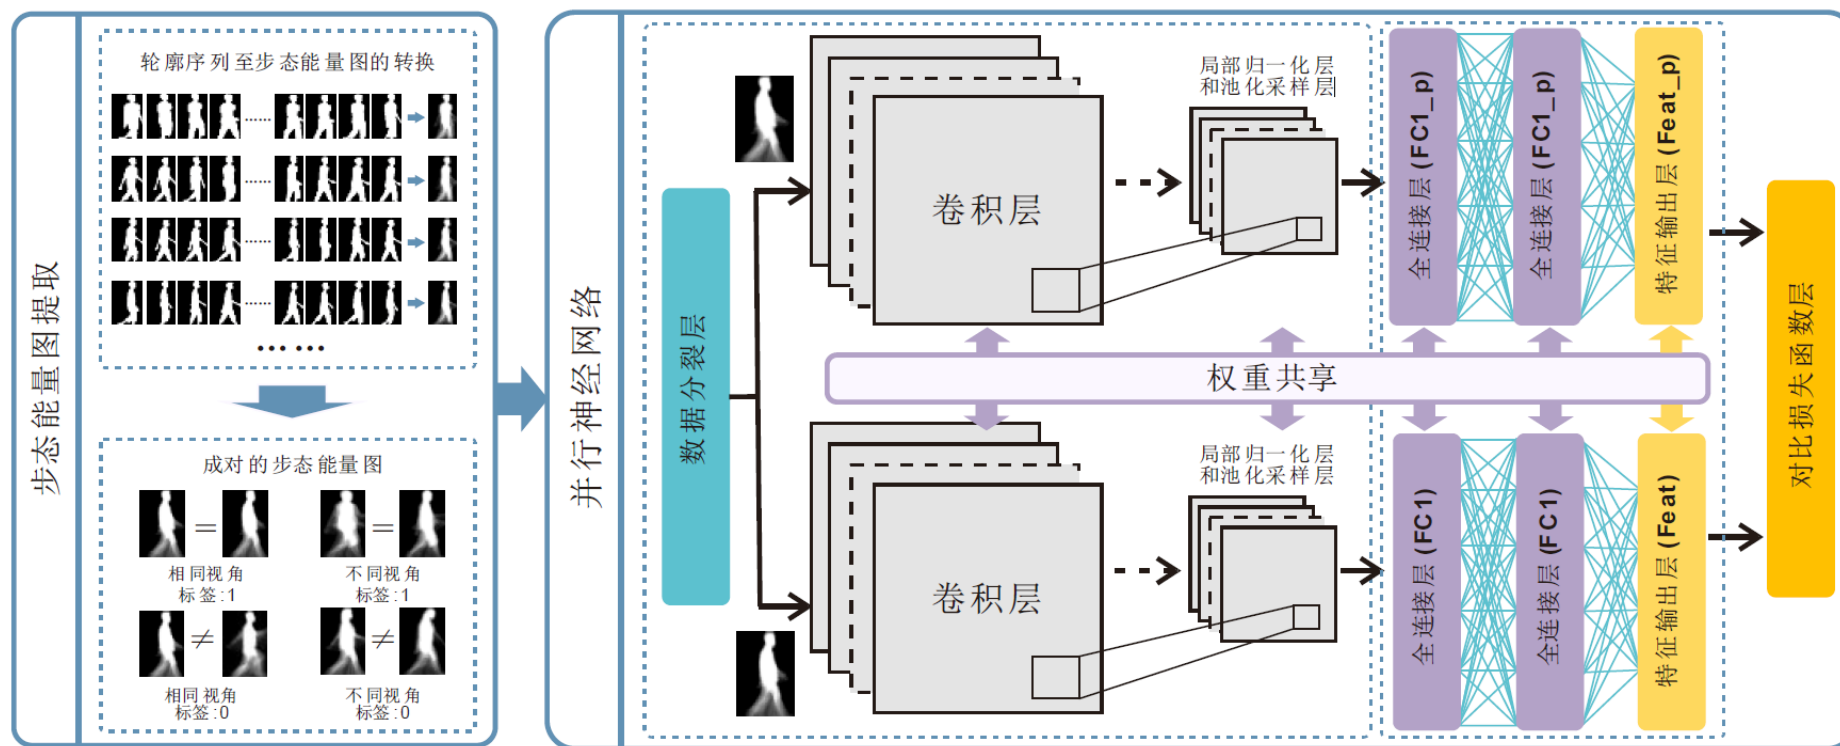 步态能量图提取
轮廓序列至步态能量图的转换
......
......
......
......
......
成对的步态能量图
=
=
相同视角
标签:1
不同视角
标签:1
≠
≠
相同视角
标签:0
不同视角
标签:0
并行神经网络
数据分裂层
卷积层
局部归一化层
和池化采样层
全连接层(FC1_p)
全连接层(FC1_p)
特征输出层(Feat_p)
权重共享
卷积层
局部归一化层
和池化采样层
全连接层(FC1)
全连接层(FC1)
特征输出层(Feat)
对比损失函数层